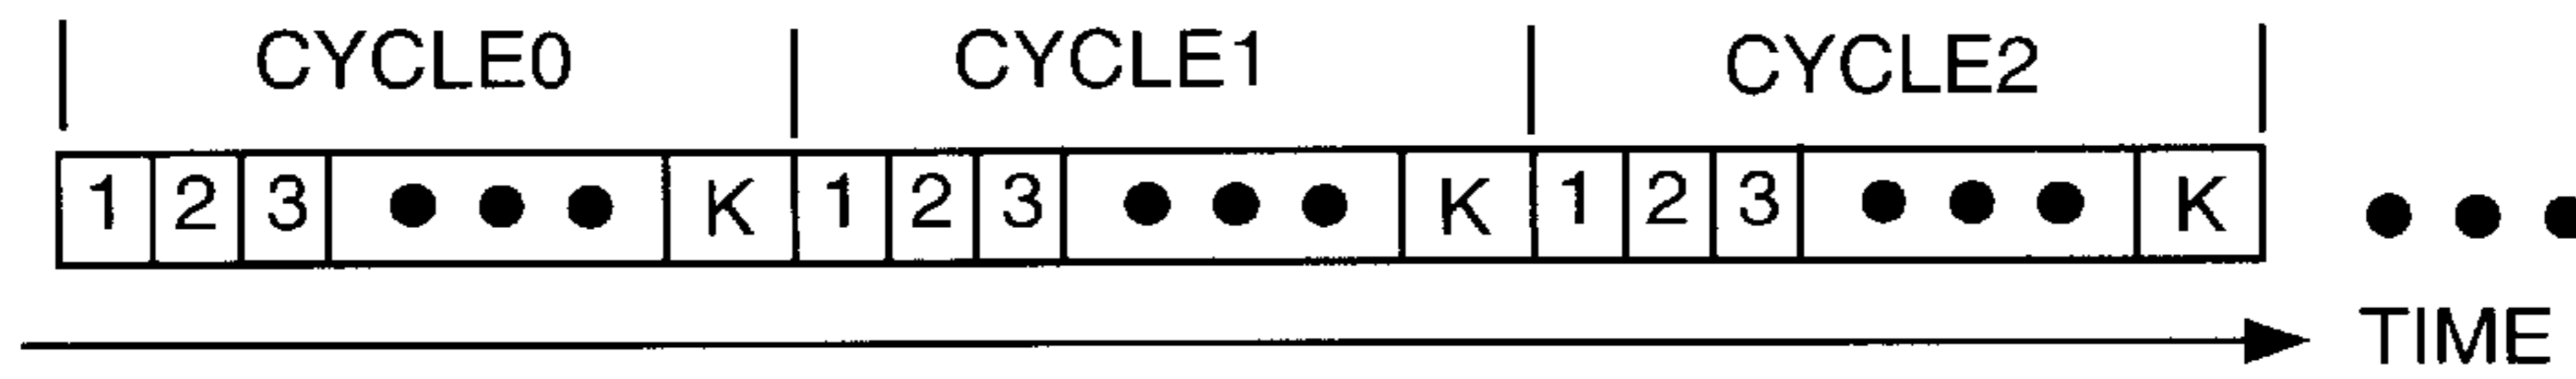 CYCLE0 CYCLE1 CYCLE2
1 2 3 ● ● ● K 1 2 3 ● ● ● K 1 2 3 ● ● ● K ● ● ●
TIME